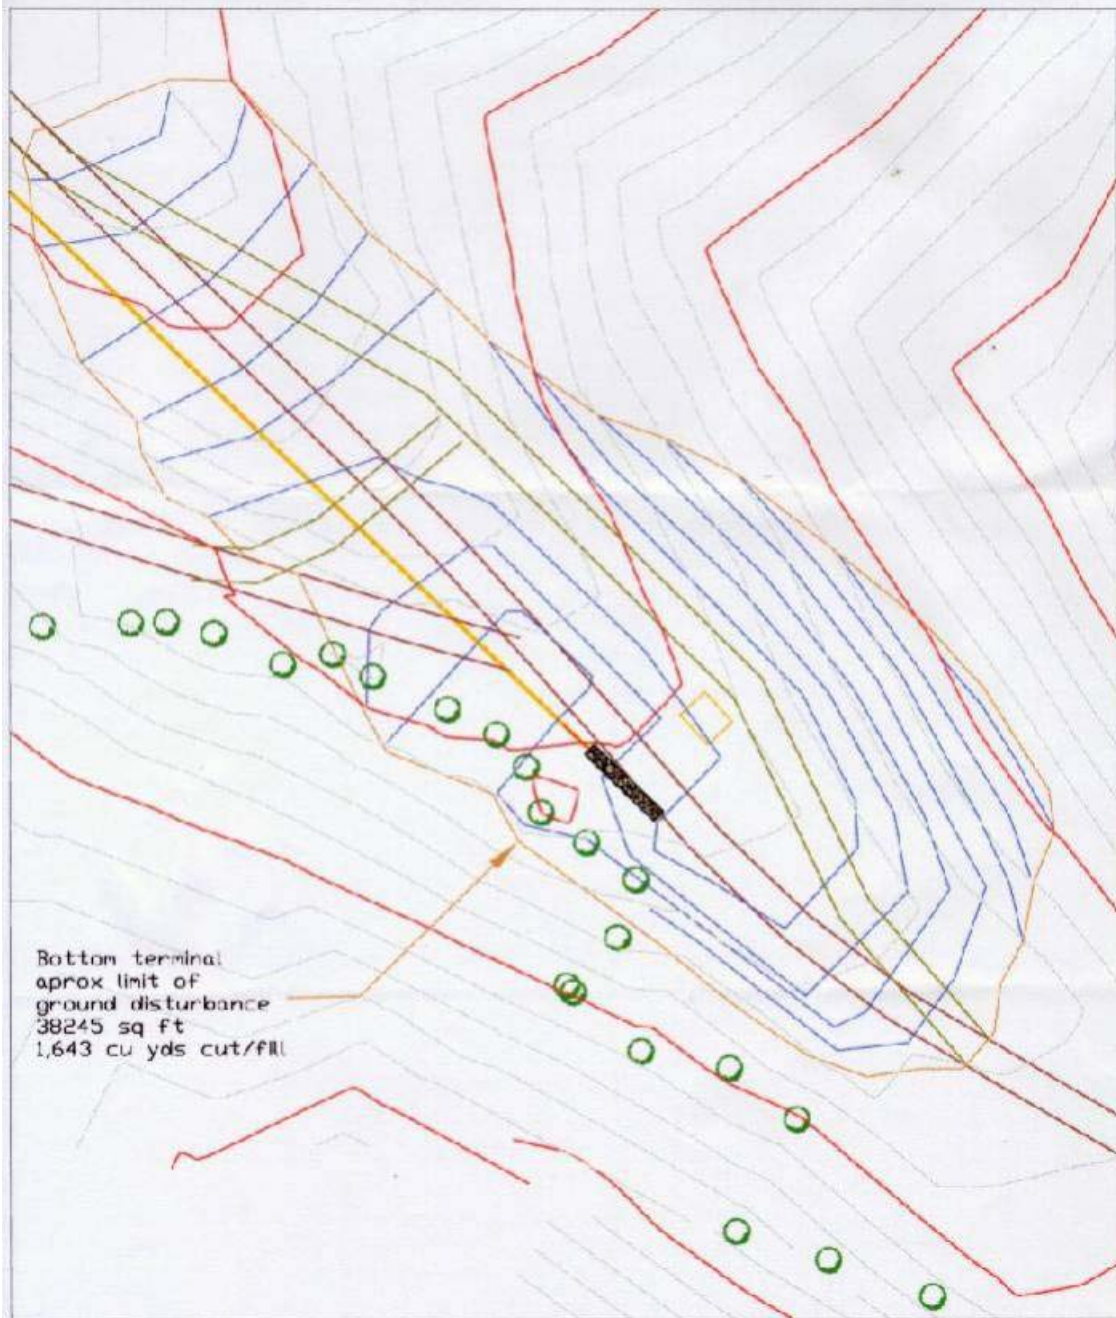 Bottom terminal
aprox limit of
ground disturbance
38245 sq ft
1,643 cu yds cut/fill